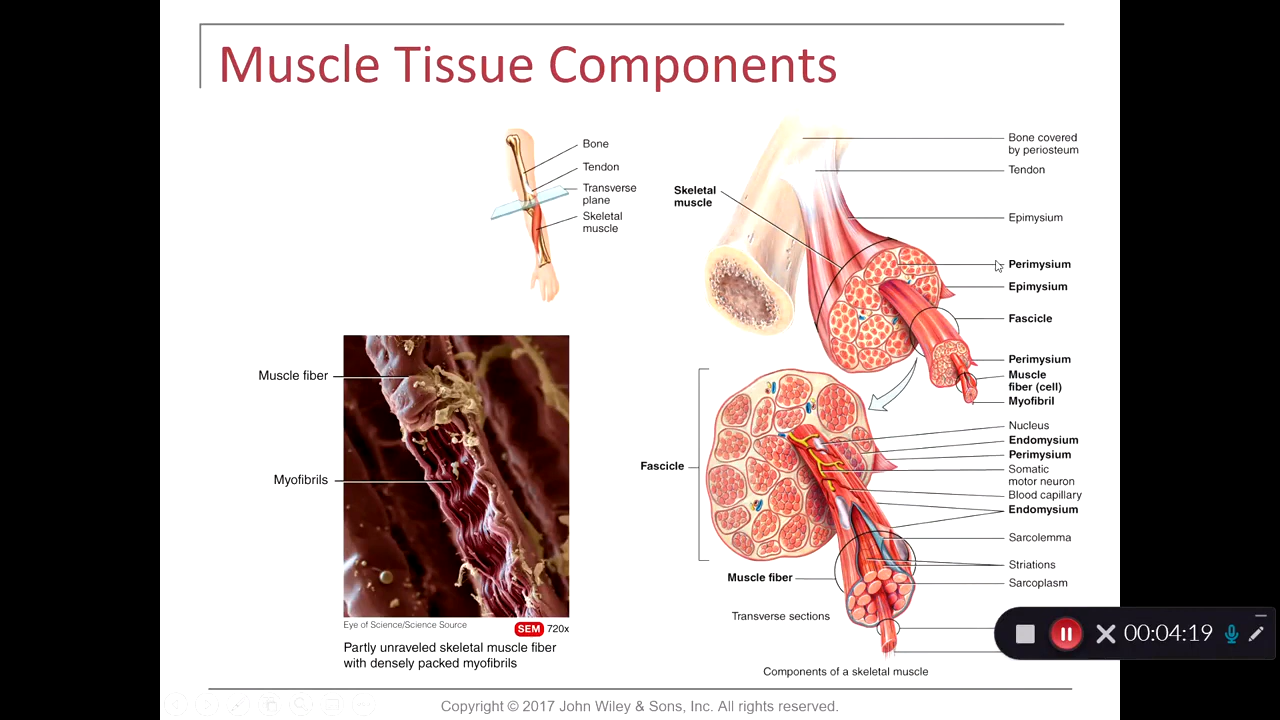 Muscle Tissue Components
Bone
Tendon
Transverse
plane
Skeletal
muscle
Skeletal
muscle
Bone covered
by periosteum
Tendon
Epimysium
Perimysium
Epimysium
Fascicle
Perimysium
Muscle
fiber (cell)
Myofibril
Nucleus
Endomysium
Perimysium
Somatic
motor neuron
Blood capillary
Endomysium
Sarcolemma
Striations
Sarcoplasm
Fascicle
Muscle fiber
Transverse sections
Components of a skeletal muscle
Muscle fiber
Myofibrils
Eye of Science/Science Source
SEM 720x
Partly unraveled skeletal muscle fiber
with densely packed myofibrils
00:04:19
Copyright © 2017 John Wiley & Sons, Inc. All rights reserved.